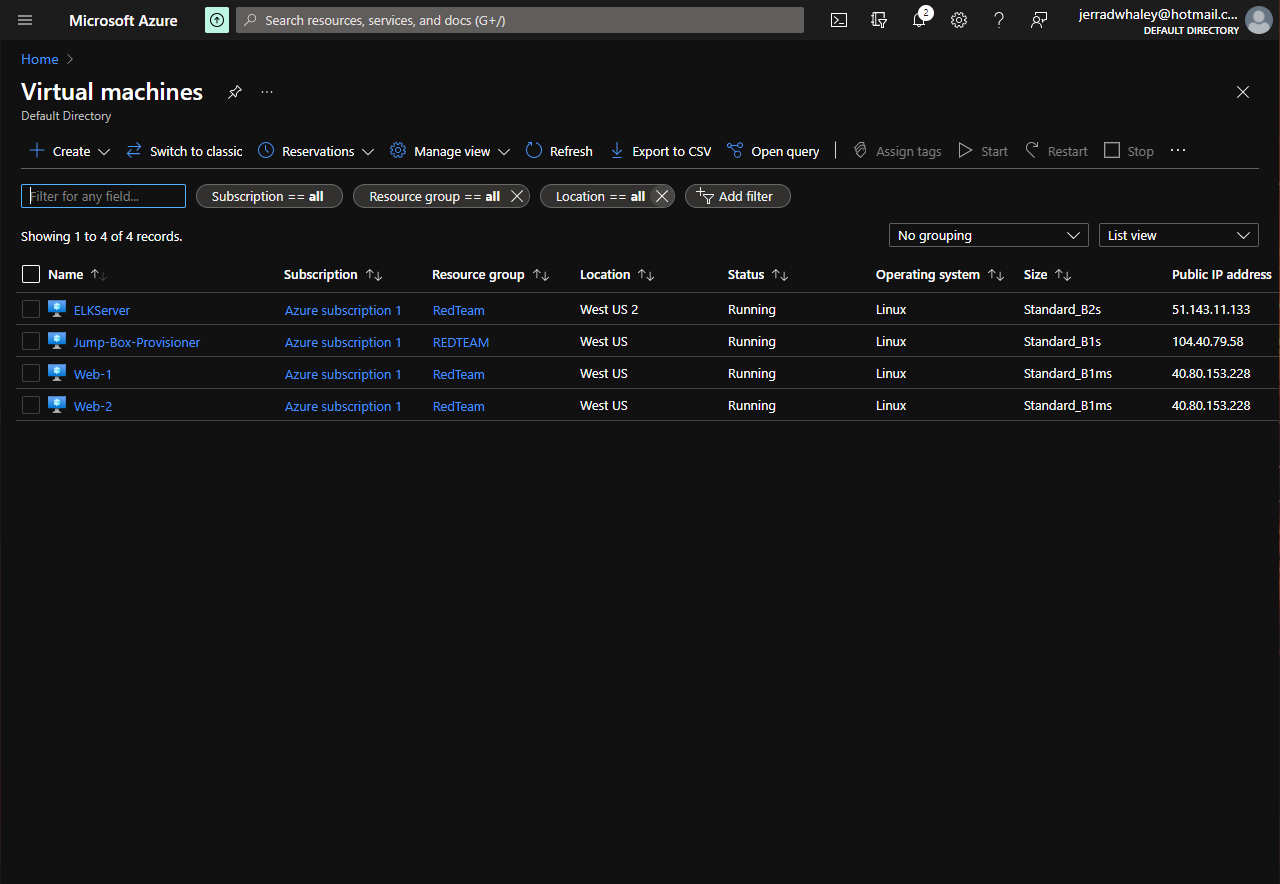 Microsoft Azure Search resources, services, and docs (G+/) 2 jerradwhaley@hotmail.c...
DEFAULT DIRECTORY
Home
Virtual machines ...
Default Directory
Create Switch to classic Reservations Manage view Refresh Export to CSV Open query Assign tags Start Restart Stop ...
Filter for any field... Subscription == all Resource group == all Location == all Add filter
Showing 1 to 4 of 4 records. No grouping List view
Name Subscription Resource group Location Status Operating system Size Public IP address
ELKServer Azure subscription 1 RedTeam West US 2 Running Linux Standard_B2s 51.143.11.133
Jump-Box-Provisioner Azure subscription 1 REDTEAM West US Running Linux Standard_B1s 104.40.79.58
Web-1 Azure subscription 1 RedTeam West US Running Linux Standard_B1ms 40.80.153.228
Web-2 Azure subscription 1 RedTeam West US Running Linux Standard_B1ms 40.80.153.228